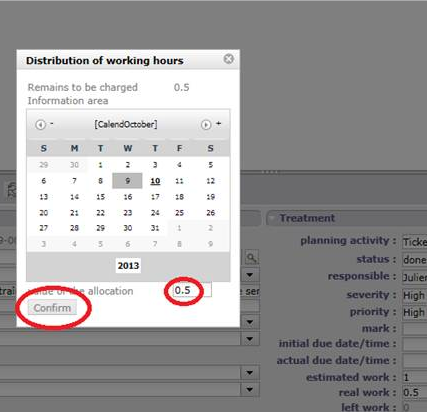 Distribution of working hours
Remains to be charged 0.5
Information area
- [CalendOctober] +
S M T W T F S
29 30 1 2 3 4 5
6 7 8 9 10 11 12
13 14 15 16 17 18 19
20 21 22 23 24 25 26
27 28 29 30 31 1 2
3 4 5 6 7 8 9
2013
value of the allocation 0.5
Confirm
Treatment
planning activity : Ticke
status : done
responsible : Julien
severity : High
priority : High
mark :
initial due date/time :
actual due date/time :
estimated work : 1
real work : 0.5
left work : 0